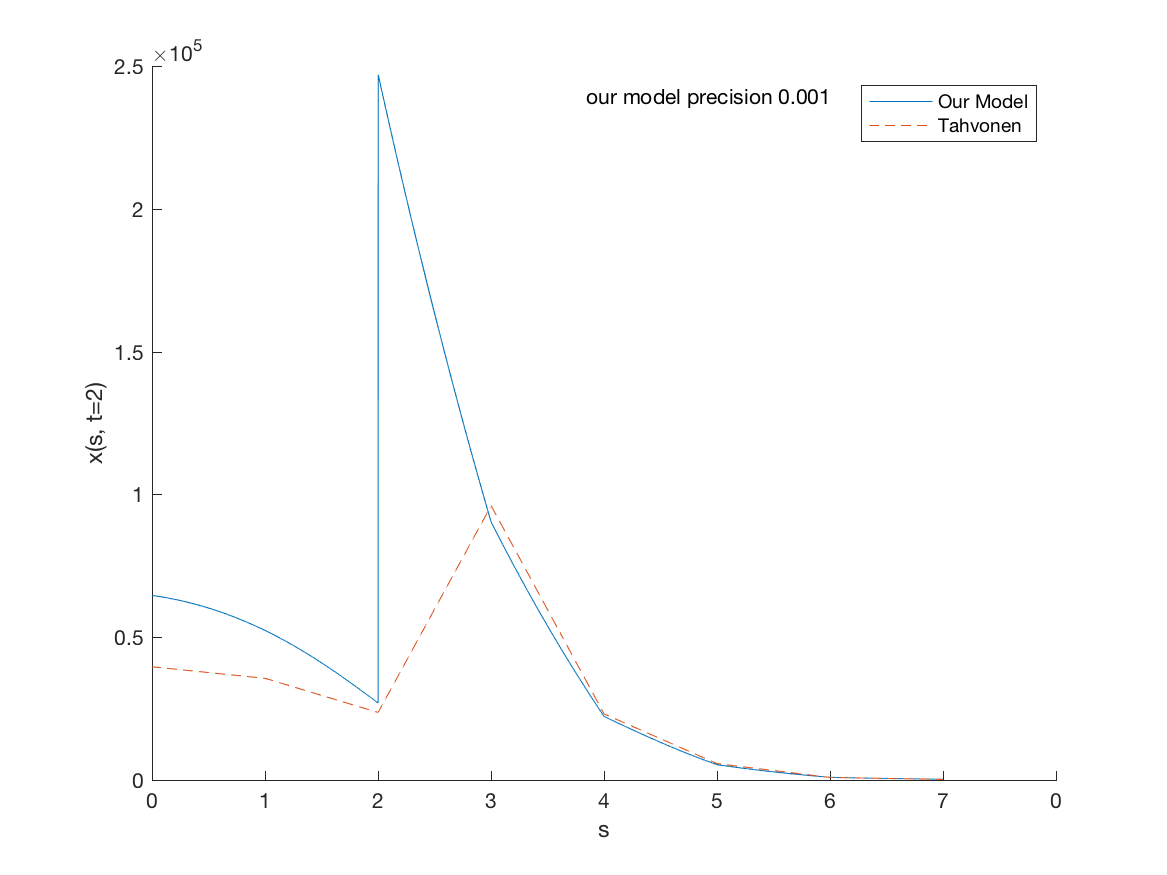 ×10^5
2.5
2
1.5
1
0.5
0
x(s, t=2)
our model precision 0.001
Our Model
Tahvonen
0 1 2 3 4 5 6 7 0
s